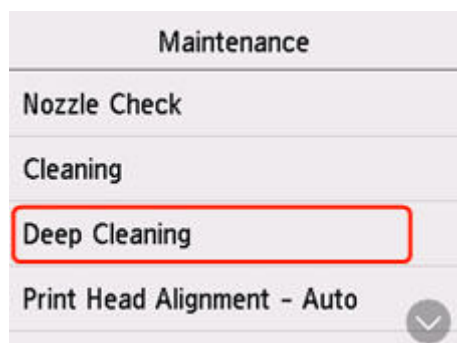 Maintenance
Nozzle Check
Cleaning
Deep Cleaning
Print Head Alignment - Auto